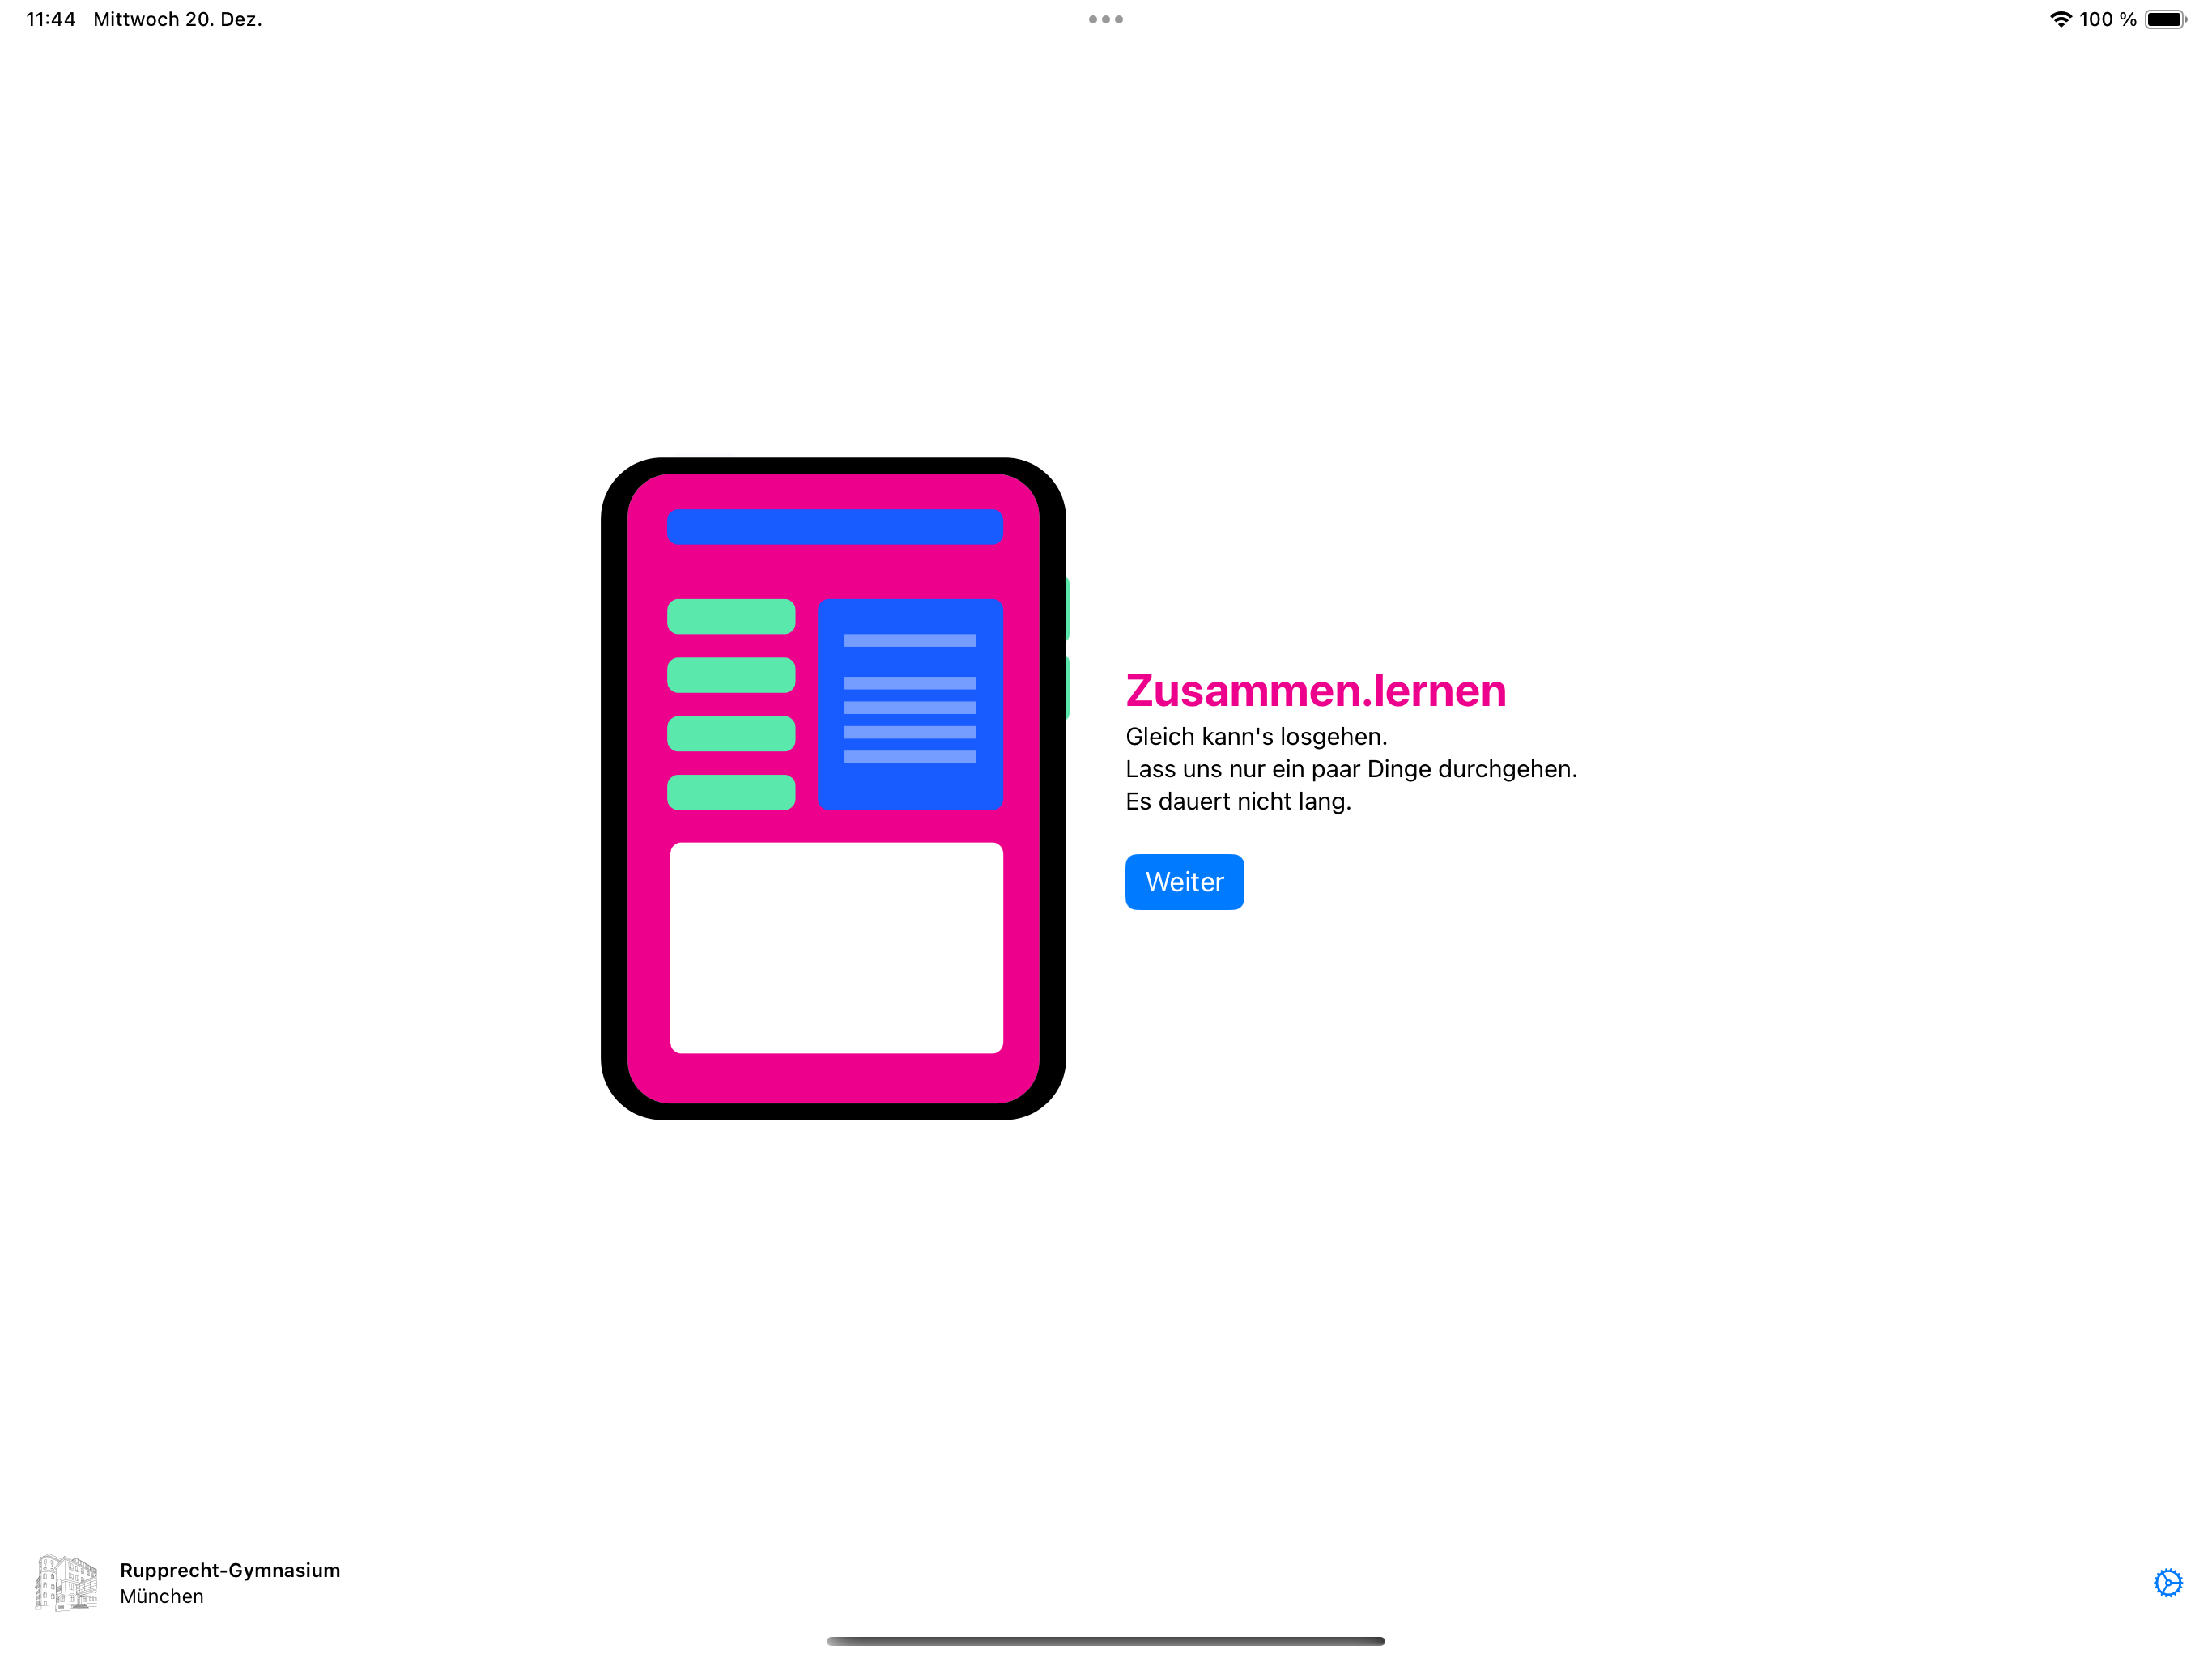 11:44 Mittwoch 20. Dez.
100 %
Zusammen.lernen
Gleich kann's losgehen.
Lass uns nur ein paar Dinge durchgehen.
Es dauert nicht lang.
Weiter
Rupprecht-Gymnasium
München